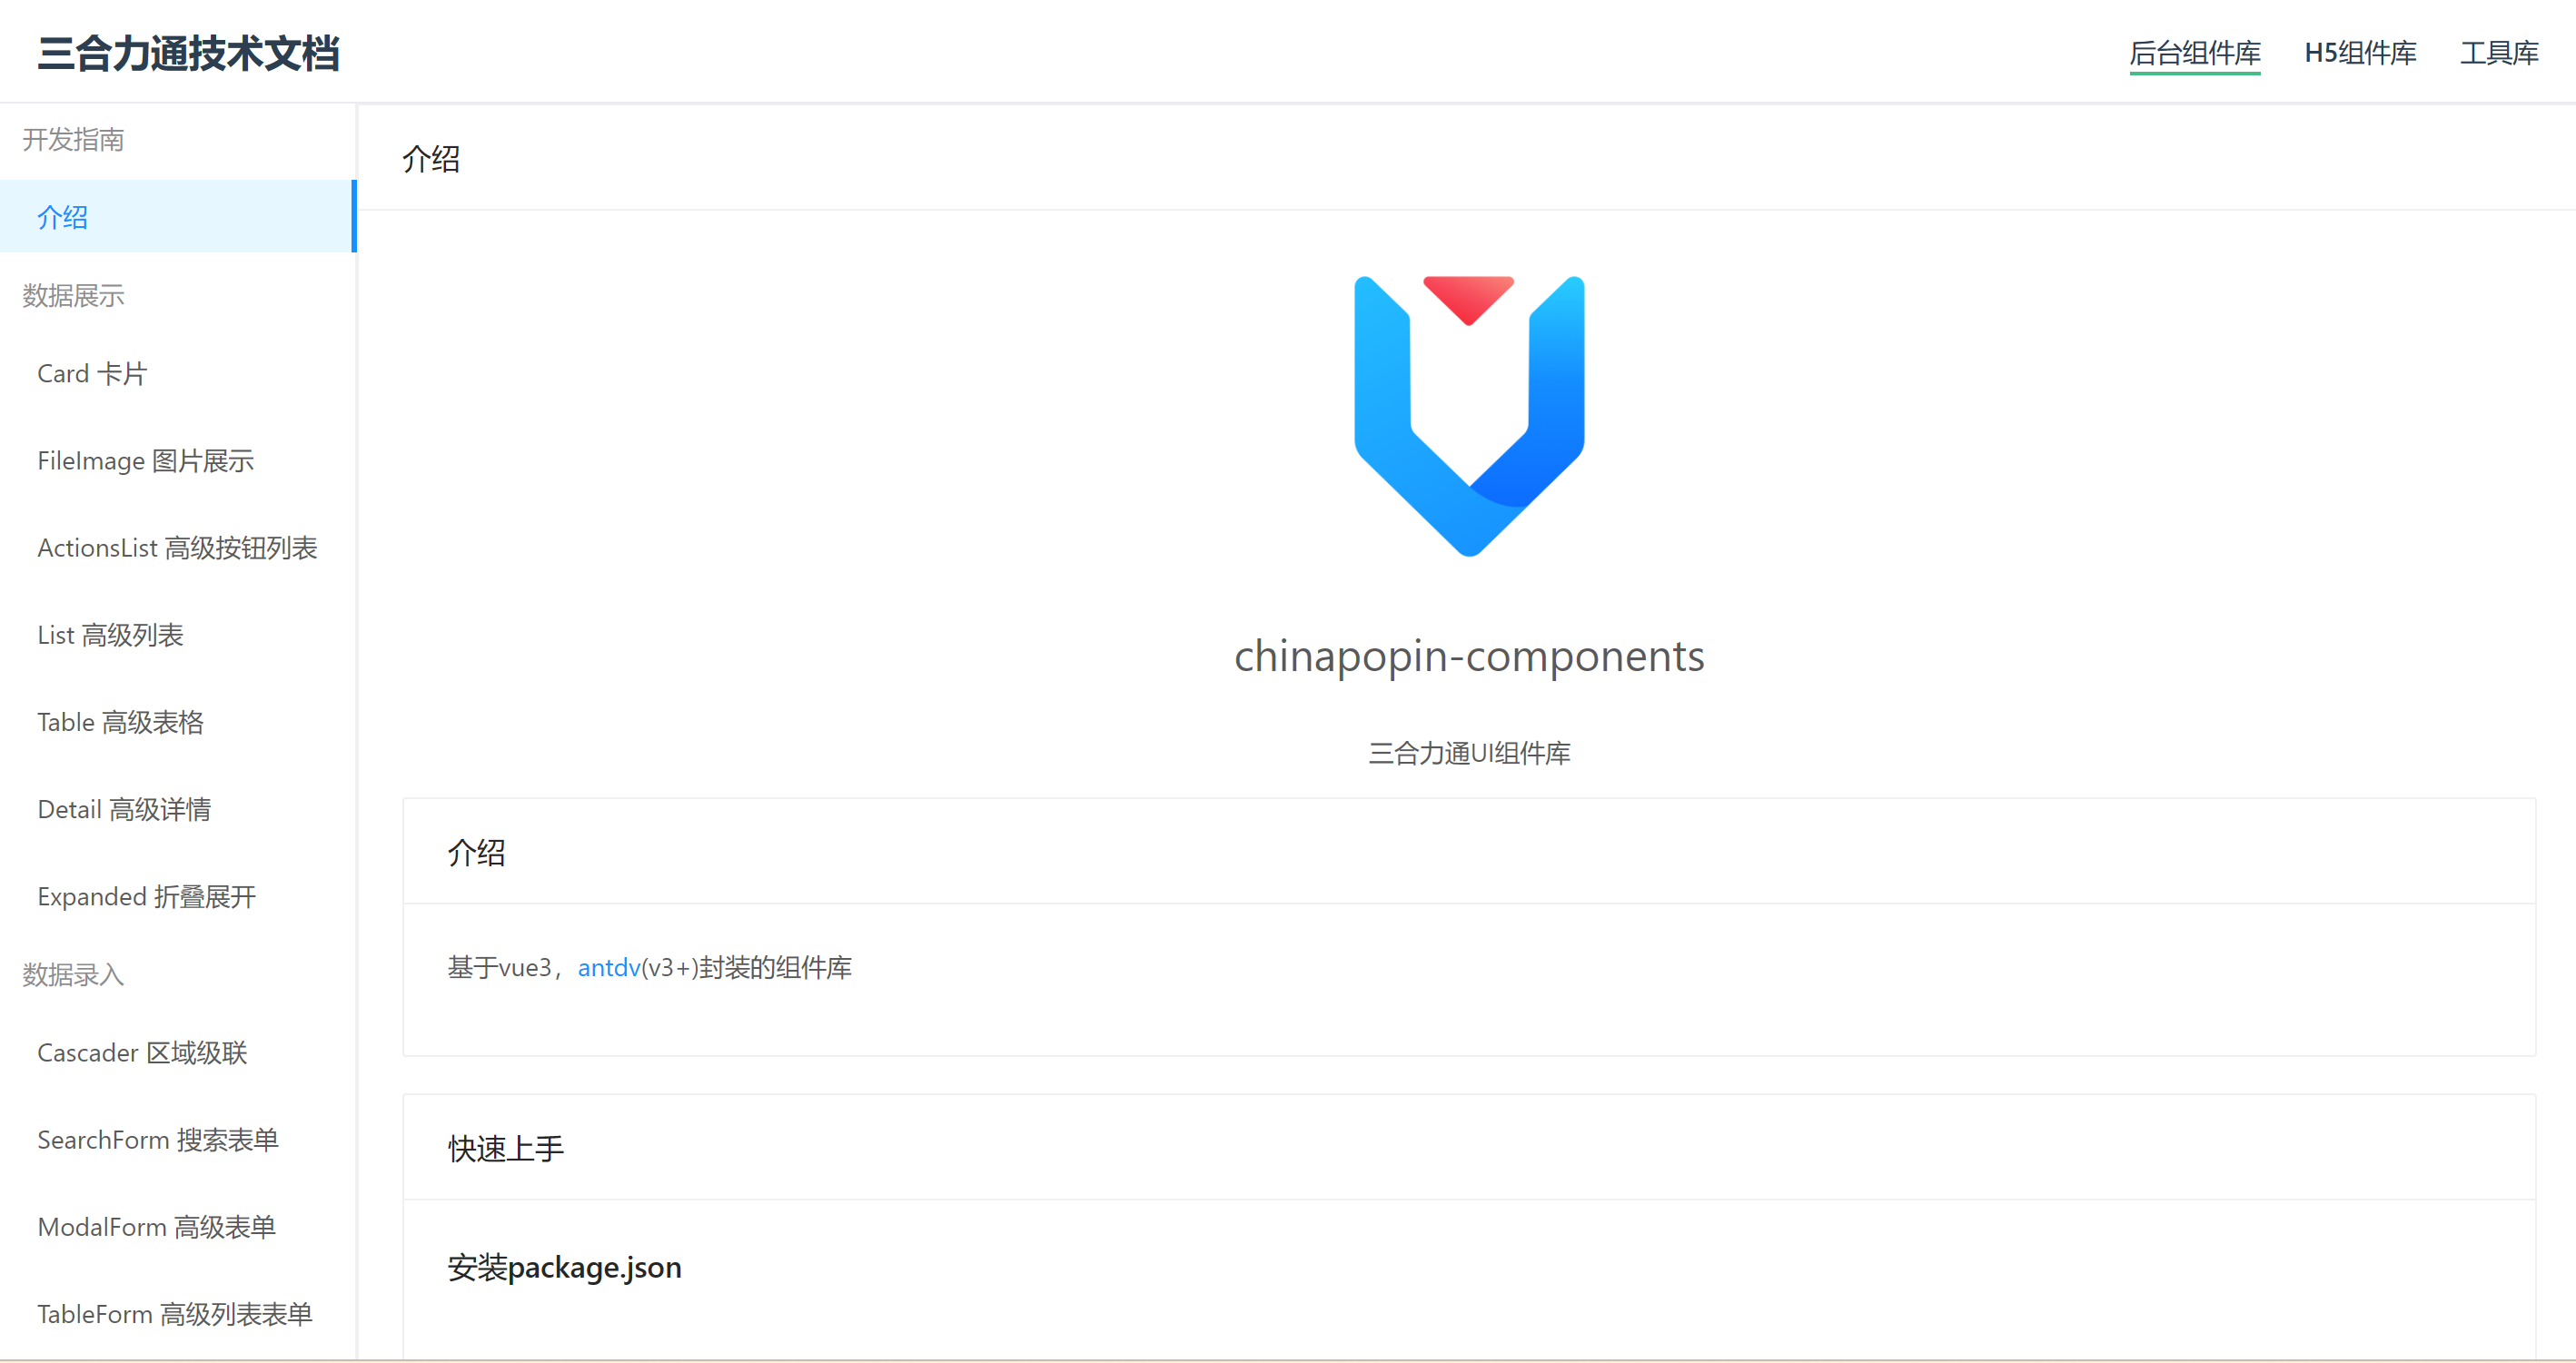 三合力通技术文档
后台组件库
H5组件库
工具库
开发指南
介绍
数据展示
Card 卡片
FileImage 图片展示
ActionsList 高级按钮列表
List 高级列表
Table 高级表格
Detail 高级详情
Expanded 折叠展开
数据录入
Cascader 区域级联
SearchForm 搜索表单
ModalForm 高级表单
TableForm 高级列表表单
介绍
chinapopin-components
三合力通UI组件库
介绍
基于vue3，antdv(v3+)封装的组件库
快速上手
安装package.json